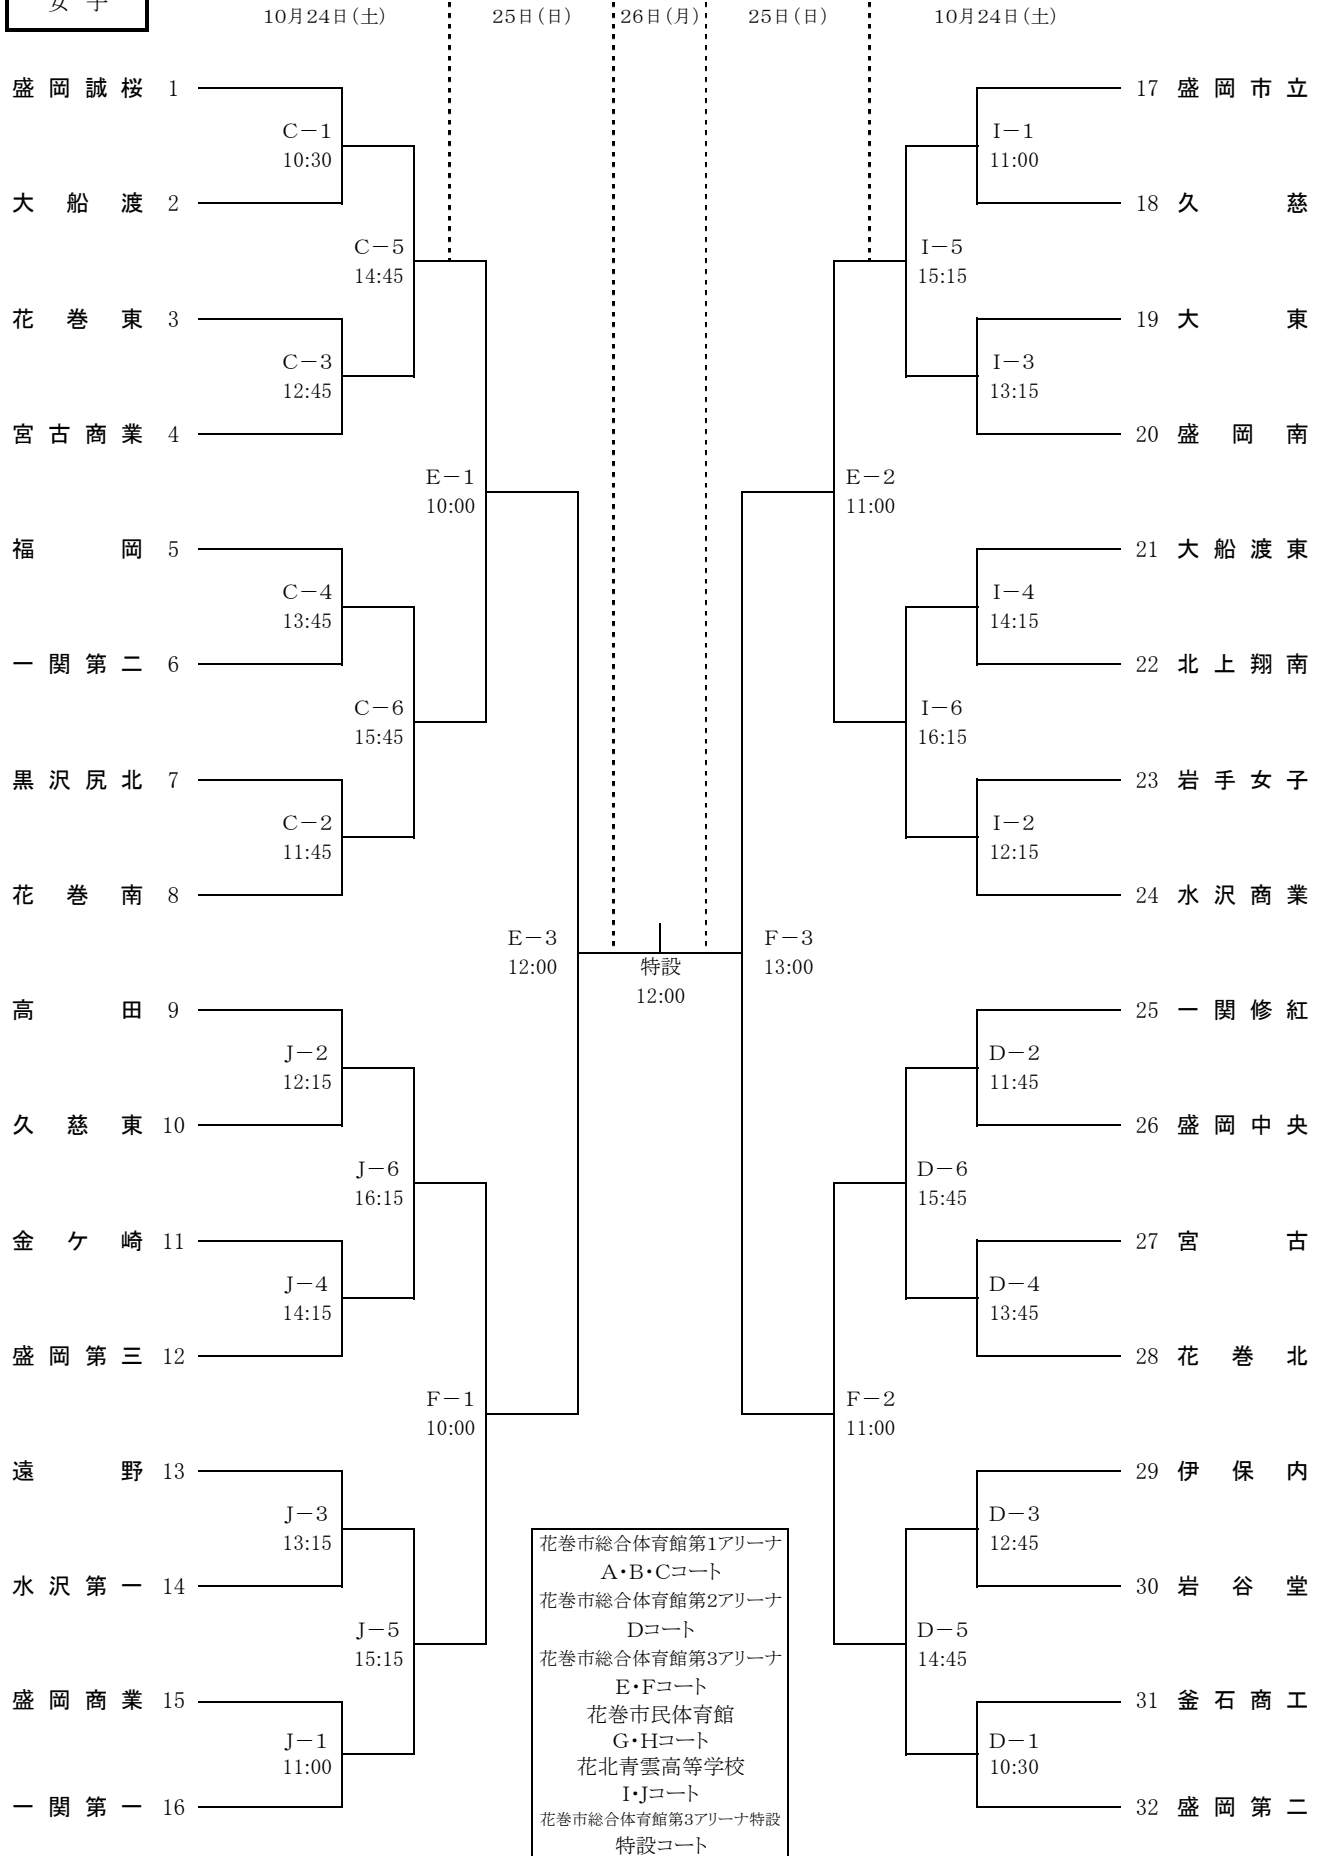 女子
10月24日(土) 25日(日) 26日(月) 25日(日) 10月24日(土)
盛岡誠桜 1
C－1
10:30
大船渡 2
C－5
14:45
花巻東 3
C－3
12:45
宮古商業 4
E－1
10:00
福岡 5
C－4
13:45
一関第二 6
C－6
15:45
黒沢尻北 7
C－2
11:45
花巻南 8
E－3
12:00
高田 9
J－2
12:15
久慈東 10
J－6
16:15
金ケ崎 11
J－4
14:15
盛岡第三 12
F－1
10:00
遠野 13
J－3
13:15
水沢第一 14
J－5
15:15
盛岡商業 15
J－1
11:00
一関第一 16
特設
12:00
17 盛岡市立
I－1
11:00
18 久慈
I－5
15:15
19 大東
I－3
13:15
20 盛岡南
E－2
11:00
21 大船渡東
I－4
14:15
22 北上翔南
I－6
16:15
23 岩手女子
I－2
12:15
24 水沢商業
F－3
13:00
25 一関修紅
D－2
11:45
26 盛岡中央
D－6
15:45
27 宮古
D－4
13:45
28 花巻北
F－2
11:00
29 伊保内
D－3
12:45
30 岩谷堂
D－5
14:45
31 釜石商工
D－1
10:30
32 盛岡第二
花巻市総合体育館第1アリーナ
A・B・Cコート
花巻市総合体育館第2アリーナ
Dコート
花巻市総合体育館第3アリーナ
E・Fコート
花巻市民体育館
G・Hコート
花北青雲高等学校
I・Jコート
花巻市総合体育館第3アリーナ特設
特設コート